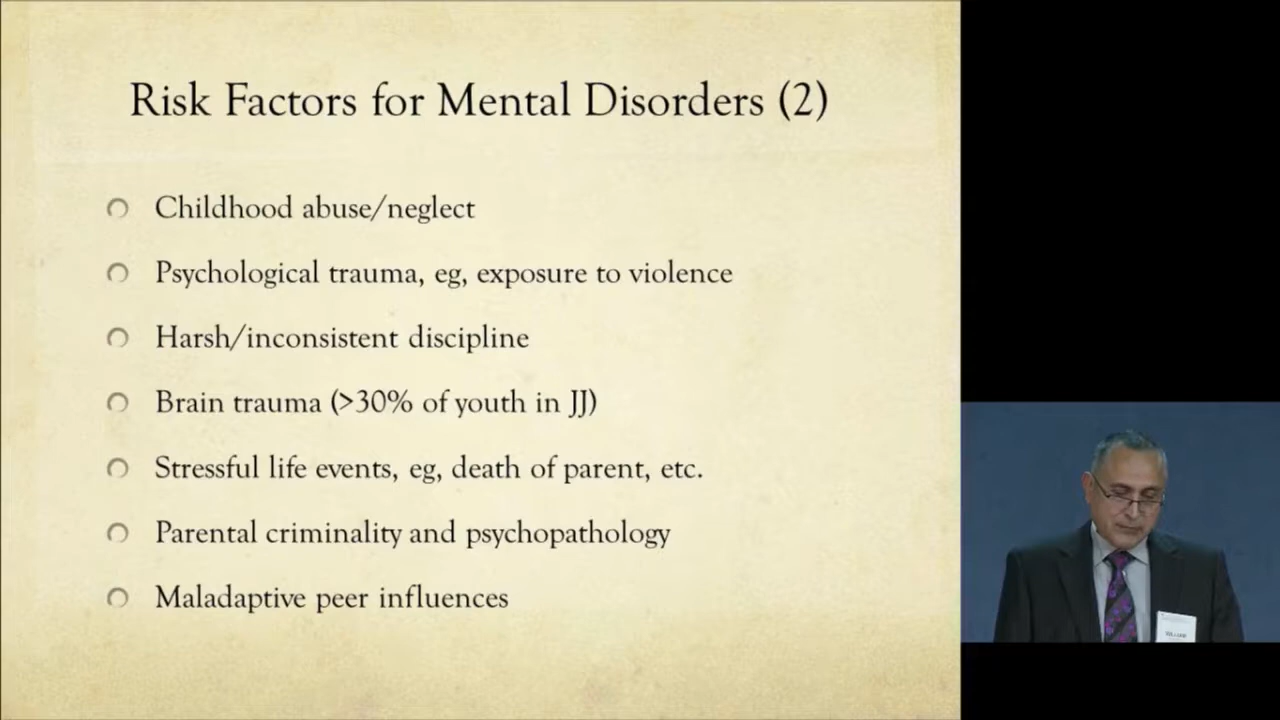 Risk Factors for Mental Disorders (2)
Childhood abuse/neglect
Psychological trauma, eg, exposure to violence
Harsh/inconsistent discipline
Brain trauma (>30% of youth in JJ)
Stressful life events, eg, death of parent, etc.
Parental criminality and psychopathology
Maladaptive peer influences